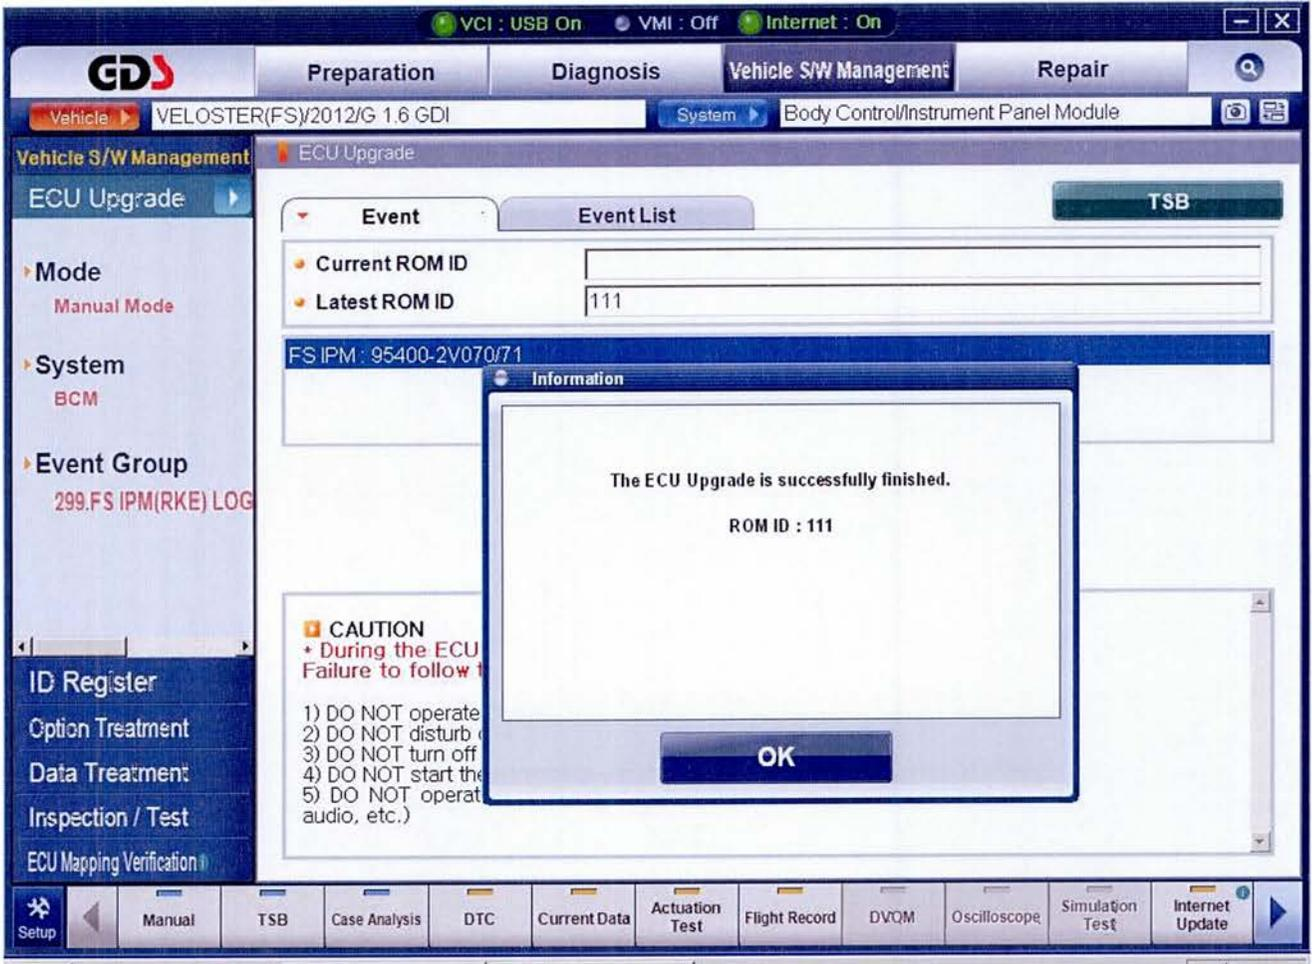 VCI : USB On VMI : Off Internet : On
GDS Preparation Diagnosis Vehicle S/W Management Repair
Vehicle VELOSTER(FS)/2012/G 1.6 GDI System Body Control/Instrument Panel Module
Vehicle S/W Management
ECU Upgrade
ECU Upgrade
Event Event List TSB
Current ROM ID
Latest ROM ID 111
FS IPM : 95400-2V070/71
Mode
Manual Mode
System
BCM
Event Group
299.FS IPM(RKE) LOG
Information
The ECU Upgrade is successfully finished.
ROM ID : 111
OK
CAUTION
During the ECU
Failure to follow
1) DO NOT operate
2) DO NOT disturb
3) DO NOT turn off
4) DO NOT start the
5) DO NOT operat
audio, etc.)
ID Register
Option Treatment
Data Treatment
Inspection / Test
ECU Mapping Verification
Setup Manual TSB Case Analysis DTC Current Data Actuation Test Flight Record DVOM Oscilloscope Simulation Test Internet Update